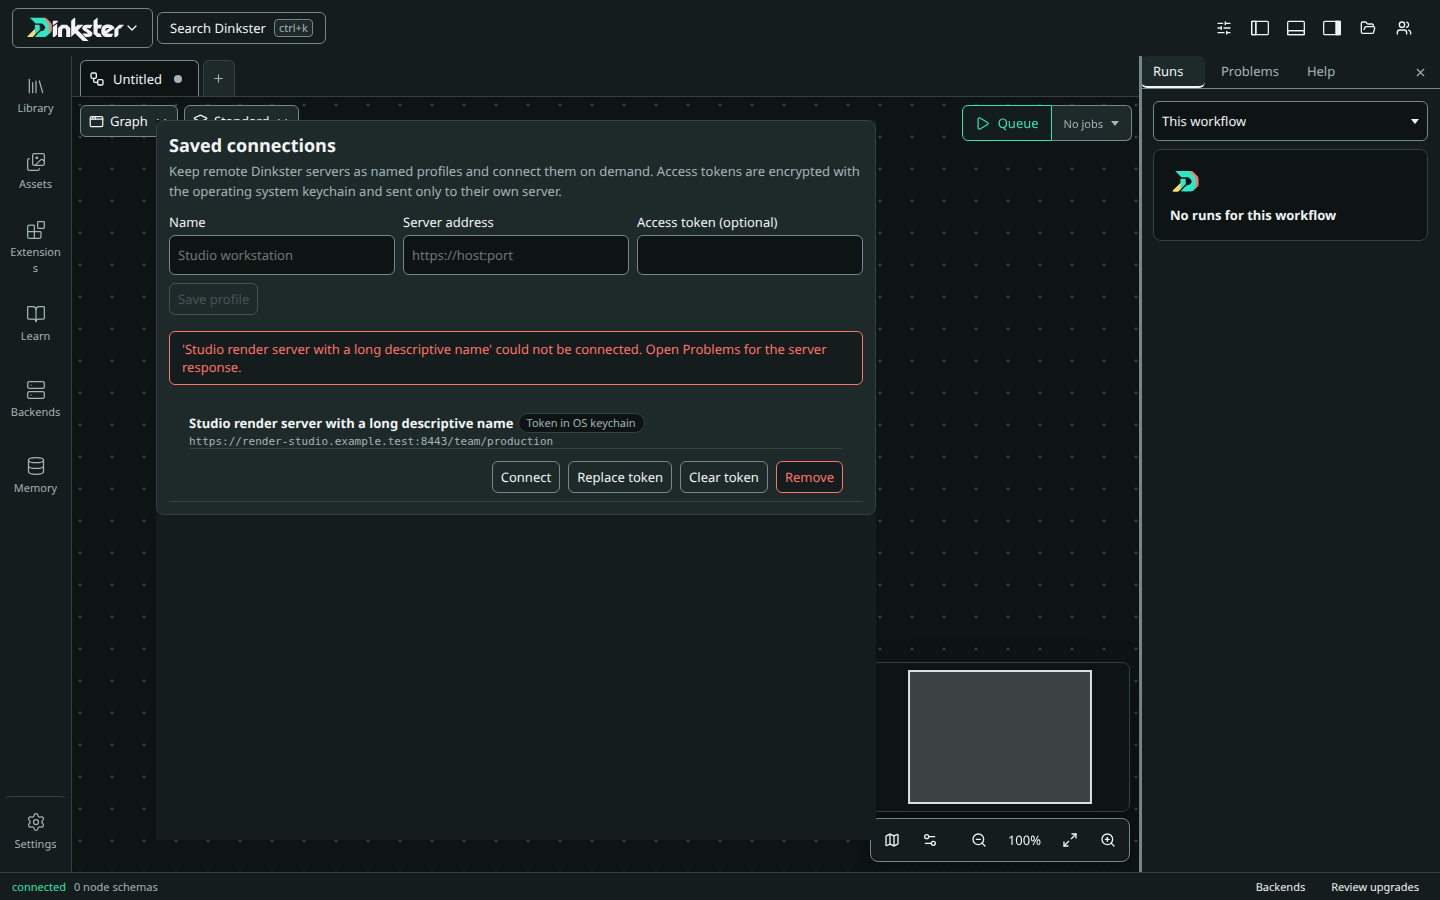 Dinkster
Search Dinkster ctrl+k
Library
Assets
Extension
s
Learn
Backends
Memory
Settings
Untitled
+
Graph
Standard
Queue
No jobs
Saved connections
Keep remote Dinkster servers as named profiles and connect them on demand. Access tokens are encrypted with
the operating system keychain and sent only to their own server.
Name
Server address
Access token (optional)
Studio workstation
https://host:port
Save profile
'Studio render server with a long descriptive name' could not be connected. Open Problems for the server
response.
Studio render server with a long descriptive name Token in OS keychain
https://render-studio.example.test:8443/team/production
Connect
Replace token
Clear token
Remove
100%
Runs
Problems
Help
This workflow
No runs for this workflow
connected 0 node schemas
Backends
Review upgrades